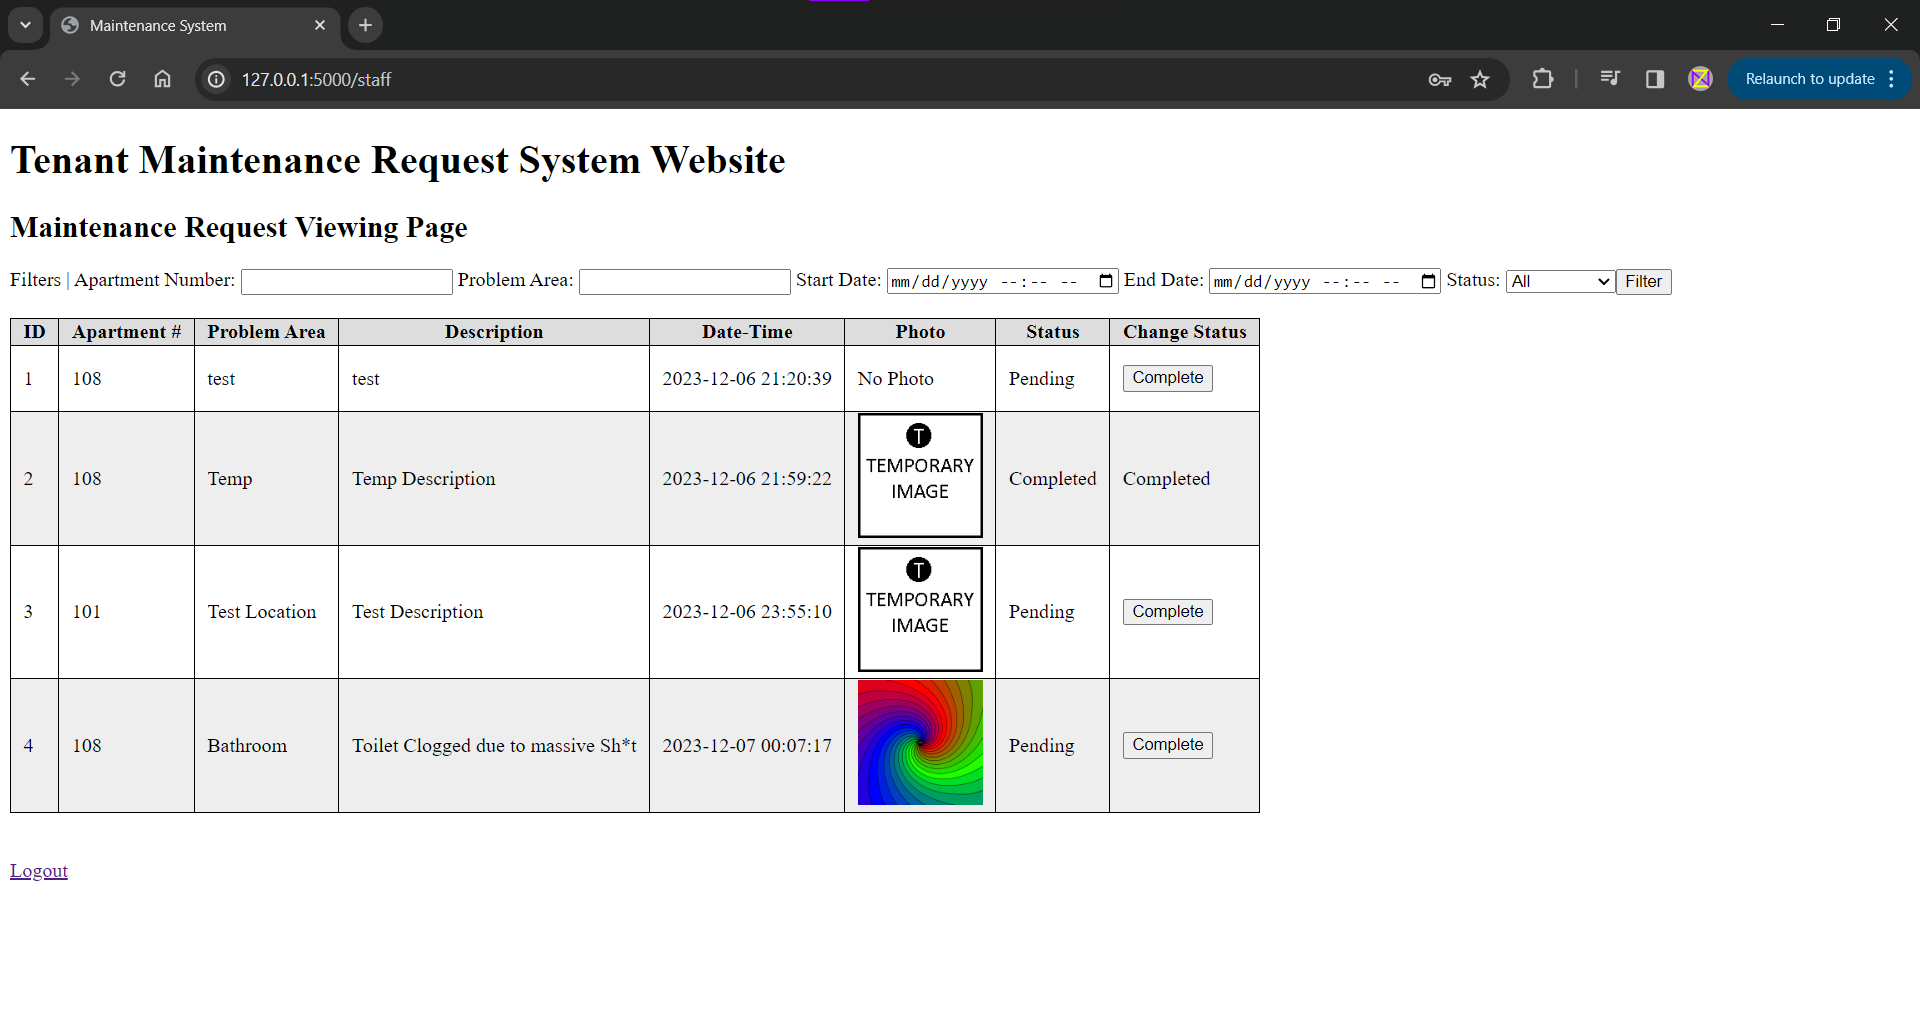 Maintenance System
127.0.0.1:5000/staff
Relaunch to update
Tenant Maintenance Request System Website
Maintenance Request Viewing Page
Filters | Apartment Number: Problem Area: Start Date: mm/dd/yyyy --:-- -- End Date: mm/dd/yyyy --:-- -- Status: All Filter
ID Apartment # Problem Area Description Date-Time Photo Status Change Status
1 108 test test 2023-12-06 21:20:39 No Photo Pending Complete
T
TEMPORARY
IMAGE
2 108 Temp Temp Description 2023-12-06 21:59:22 Completed Completed
T
TEMPORARY
IMAGE
3 101 Test Location Test Description 2023-12-06 23:55:10 Pending Complete
4 108 Bathroom Toilet Clogged due to massive Sh*t 2023-12-07 00:07:17 Pending Complete
Logout